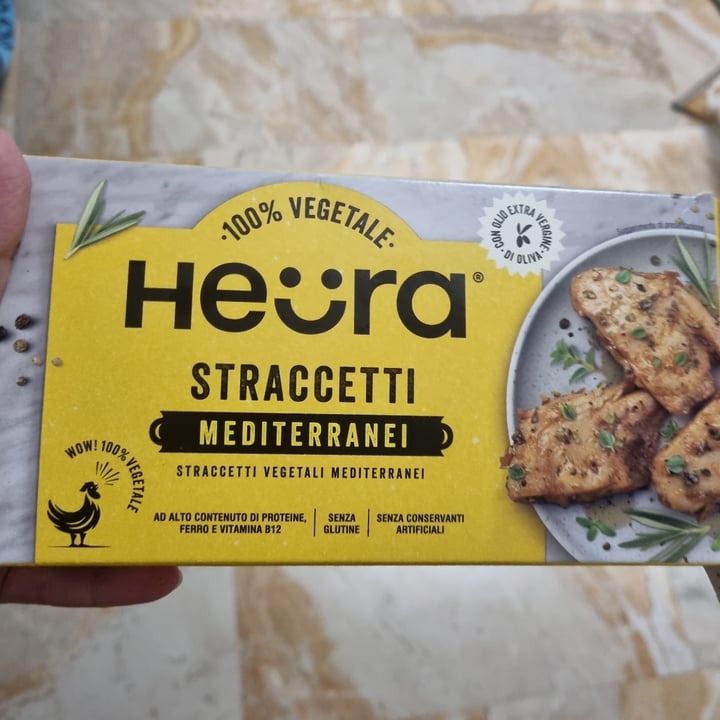 ·100% VEGETALE·
Heüra®
STRACCETTI
MEDITERRANEI
STRACCETTI VEGETALI MEDITERRANEI
·CON OLIO EXTRA VERGINE·
DI OLIVA
WOW! 100% VEGETALE
AD ALTO CONTENUTO DI PROTEINE,
FERRO E VITAMINA B12
SENZA
GLUTINE
SENZA CONSERVANTI
ARTIFICIALI